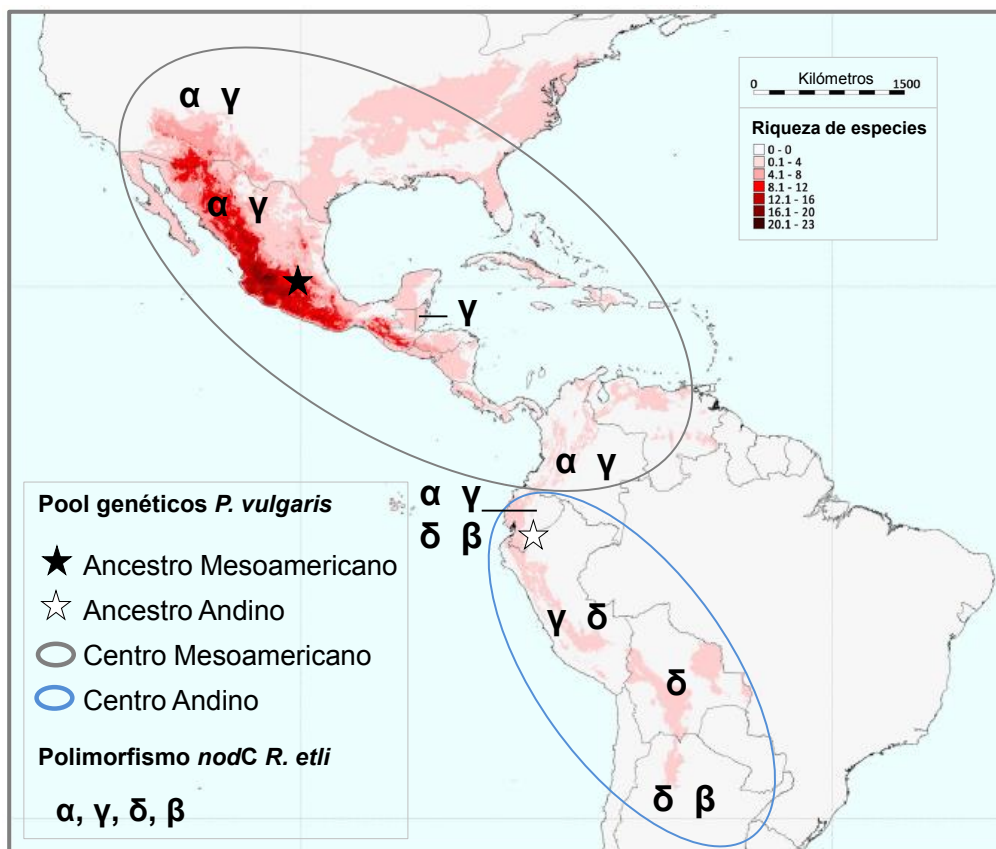 α γ
α γ
γ
α γ
α γ
δ β
γ δ
δ
δ β
Kilómetros
0 1500
Riqueza de especies
0 - 0
0.1 - 4
4.1 - 8
8.1 - 12
12.1 - 16
16.1 - 20
20.1 - 23
Pool genéticos P. vulgaris
Ancestro Mesoamericano
Ancestro Andino
Centro Mesoamericano
Centro Andino
Polimorfismo nodC R. etli
α, γ, δ, β